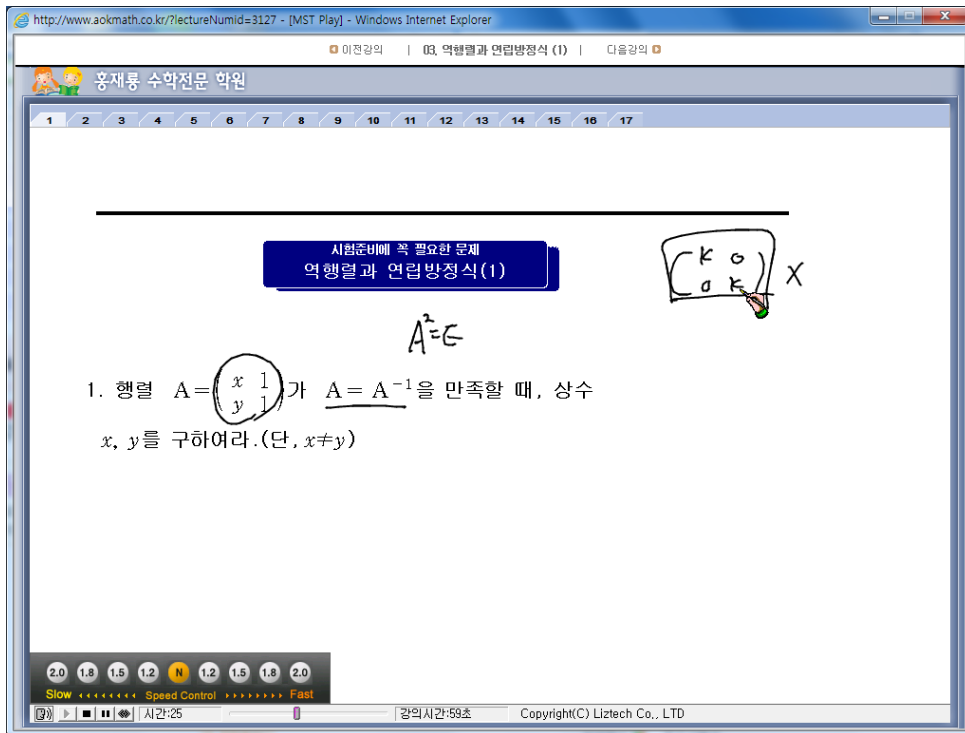 http://www.aokmath.co.kr/?lectureNumid=3127 - [MST Play] - Windows Internet Explorer
이전강의 | 03. 역행렬과 연립방정식 (1) | 다음강의
홍재룡 수학전문 학원
1 2 3 4 5 6 7 8 9 10 11 12 13 14 15 16 17
시험준비에 꼭 필요한 문제
역행렬과 연립방정식(1)
K 0
0 K
X
A²=E
1. 행렬 A=(x 1
y 1)가 A=A⁻¹을 만족할 때, 상수
x, y를 구하여라.(단, x≠y)
2.0 1.8 1.5 1.2 N 1.2 1.5 1.8 2.0
Slow Speed Control Fast
시간:25 강의시간:59초 Copyright(C) Liztech Co., LTD